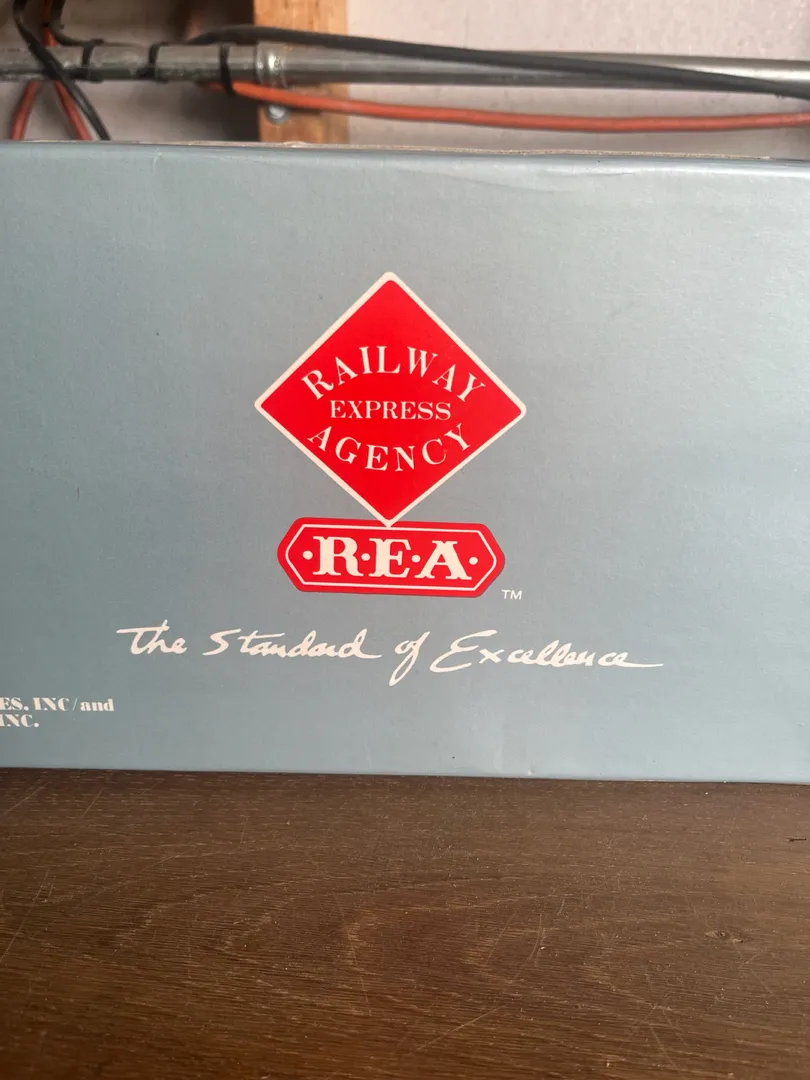 RAILWAY
EXPRESS
AGENCY
·R·E·A·
TM
The Standard of Excellence
ES. INC/and
INC.